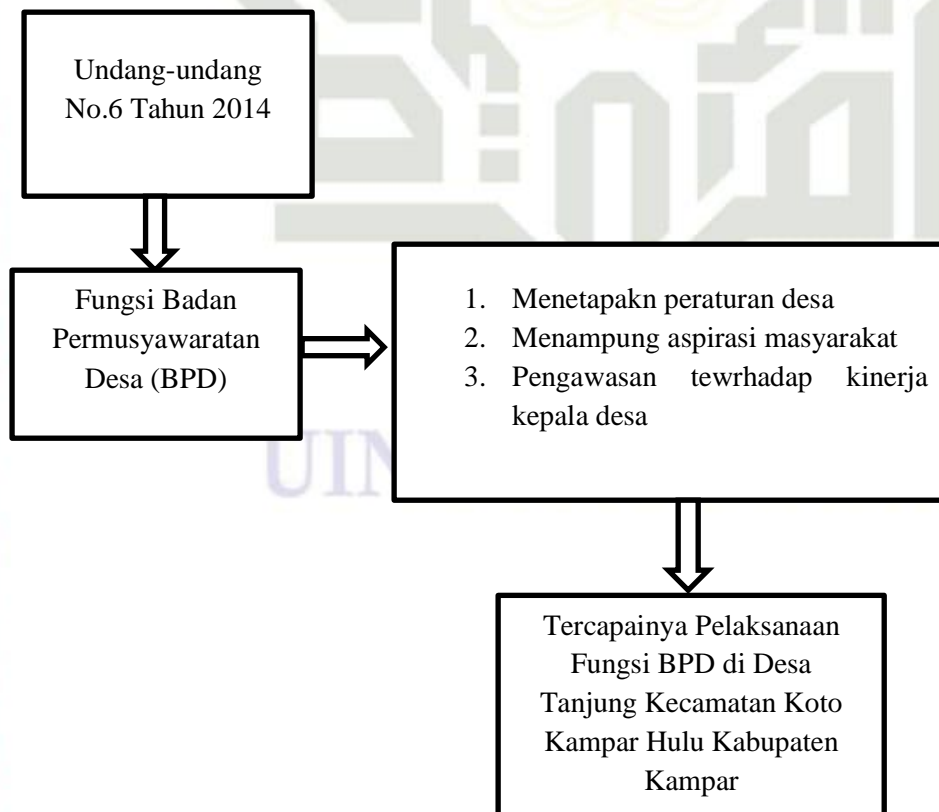 Undang-undang
No.6 Tahun 2014
Fungsi Badan
Permusyawaratan
Desa (BPD)
1. Menetapakn peraturan desa
2. Menampung aspirasi masyarakat
3. Pengawasan tewrhadap kinerja
kepala desa
UIN
Tercapainya Pelaksanaan
Fungsi BPD di Desa
Tanjung Kecamatan Koto
Kampar Hulu Kabupaten
Kampar